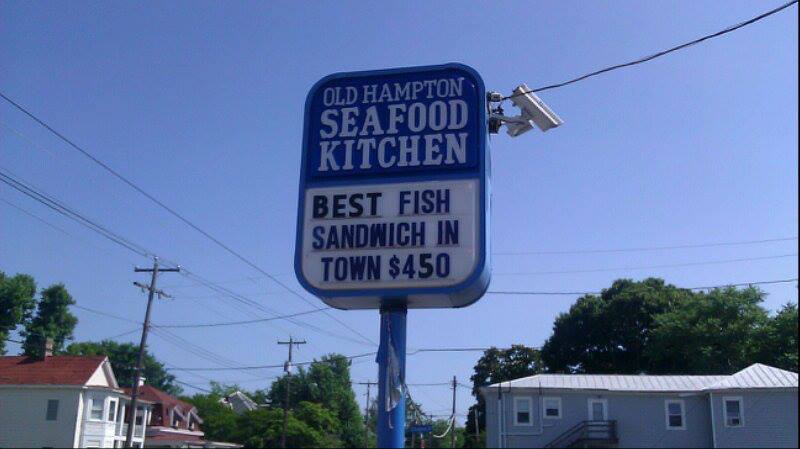 OLD HAMPTON
SEAFOOD
KITCHEN
BEST FISH
SANDWICH IN
TOWN $450